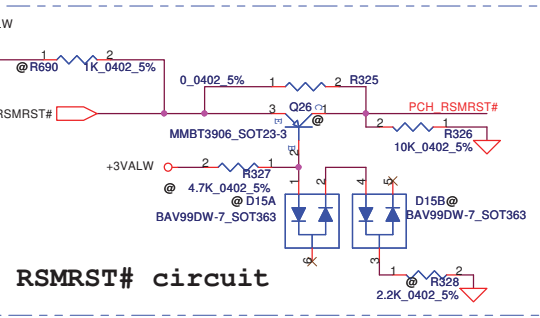 LW
1
2
@
R690
1K_0402_5%
0_0402_5%
1
2
R325
RSMRST#
3
Q26
C
1
E
@
PCH_RSMRST#
MMBT3906_SOT23-3
B
2
2
1
R326
10K_0402_5%
+3VALW
2
1
R327
@
4.7K_0402_5%
@
D15A
BAV99DW-7_SOT363
1
2
4
5
D15B@
BAV99DW-7_SOT363
6
3
RSMRST# circuit
1
2
@
R328
2.2K_0402_5%